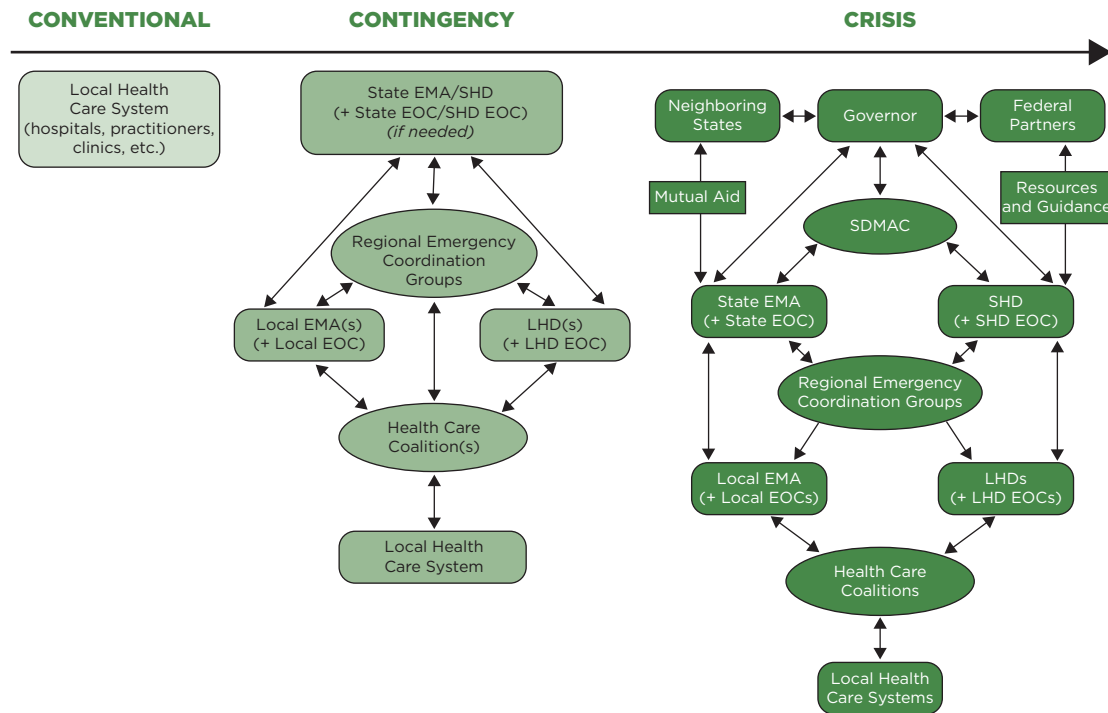 CONVENTIONAL
CONTINGENCY
CRISIS
Local Health
Care System
(hospitals, practitioners,
clinics, etc.)
State EMA/SHD
(+ State EOC/SHD EOC)
(if needed)
Regional Emergency
Coordination
Groups
Local EMA(s)
(+ Local EOC)
LHD(s)
(+ LHD EOC)
Health Care
Coalition(s)
Local Health
Care System
Neighboring
States
Governor
Federal
Partners
Mutual Aid
Resources
and Guidance
SDMAC
State EMA
(+ State EOC)
SHD
(+ SHD EOC)
Regional Emergency
Coordination Groups
Local EMA
(+ Local EOCs)
LHDs
(+ LHD EOCs)
Health Care
Coalitions
Local Health
Care Systems